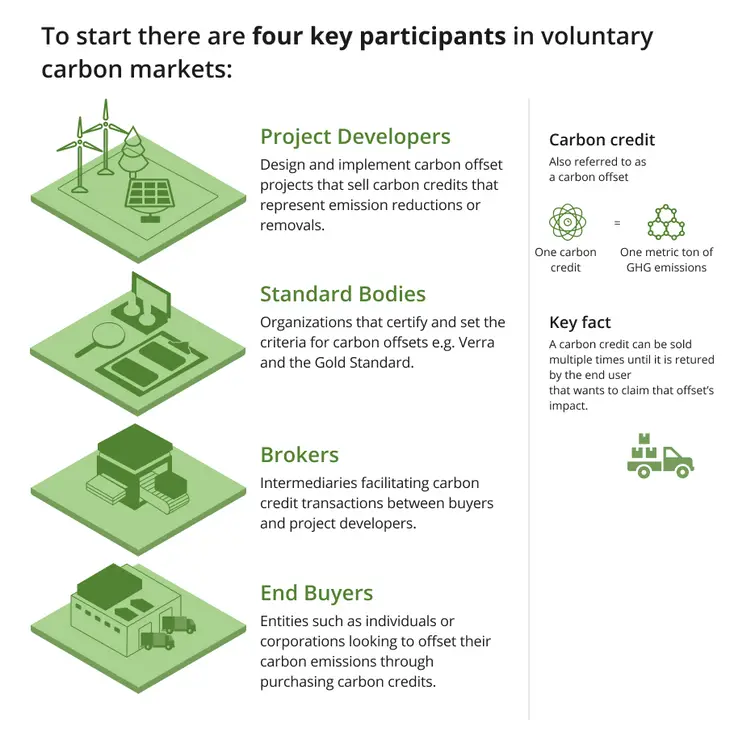 To start there are four key participants in voluntary
carbon markets:
Project Developers
Design and implement carbon offset
projects that sell carbon credits that
represent emission reductions or
removals.
Standard Bodies
Organizations that certify and set the
criteria for carbon offsets e.g. Verra
and the Gold Standard.
Brokers
Intermediaries facilitating carbon
credit transactions between buyers
and project developers.
End Buyers
Entities such as individuals or
corporations looking to offset their
carbon emissions through
purchasing carbon credits.
Carbon credit
Also referred to as
a carbon offset
=
One carbon
credit
One metric ton of
GHG emissions
Key fact
A carbon credit can be sold
multiple times until it is retured
by the end user
that wants to claim that offset’s
impact.